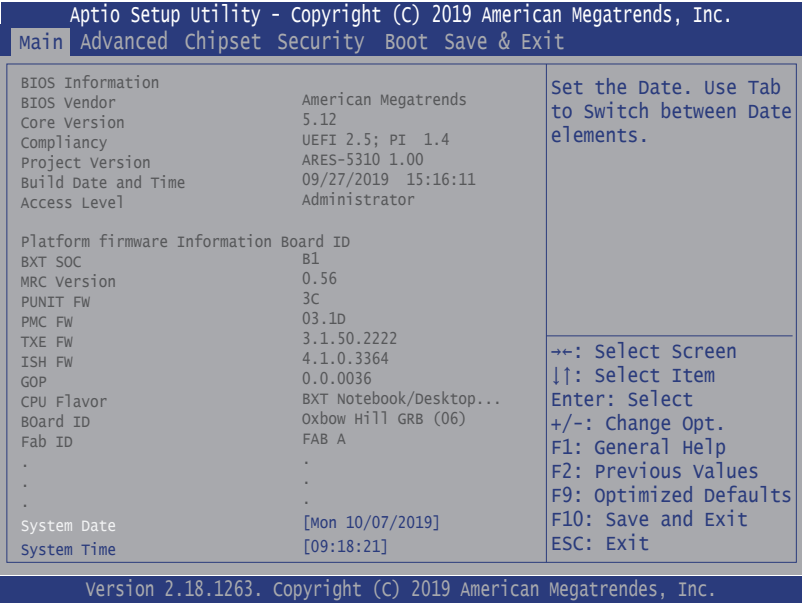 Aptio Setup Utility - Copyright (C) 2019 American Megatrends, Inc.
Main Advanced Chipset Security Boot Save & Exit
BIOS Information
BIOS Vendor American Megatrends
Core Version 5.12
Compliancy UEFI 2.5; PI 1.4
Project Version ARES-5310 1.00
Build Date and Time 09/27/2019 15:16:11
Access Level Administrator
Platform firmware Information Board ID
BXT SOC B1
MRC Version 0.56
PUNIT FW 3C
PMC FW 03.1D
TXE FW 3.1.50.2222
ISH FW 4.1.0.3364
GOP 0.0.0036
CPU Flavor BXT Notebook/Desktop...
BOard ID Oxbow Hill GRB (06)
Fab ID FAB A
. .
. .
. .
System Date [Mon 10/07/2019]
System Time [09:18:21]
Set the Date. Use Tab
to Switch between Date
elements.
→←: Select Screen
↓↑: Select Item
Enter: Select
+/-: Change Opt.
F1: General Help
F2: Previous Values
F9: Optimized Defaults
F10: Save and Exit
ESC: Exit
Version 2.18.1263. Copyright (C) 2019 American Megatrendes, Inc.